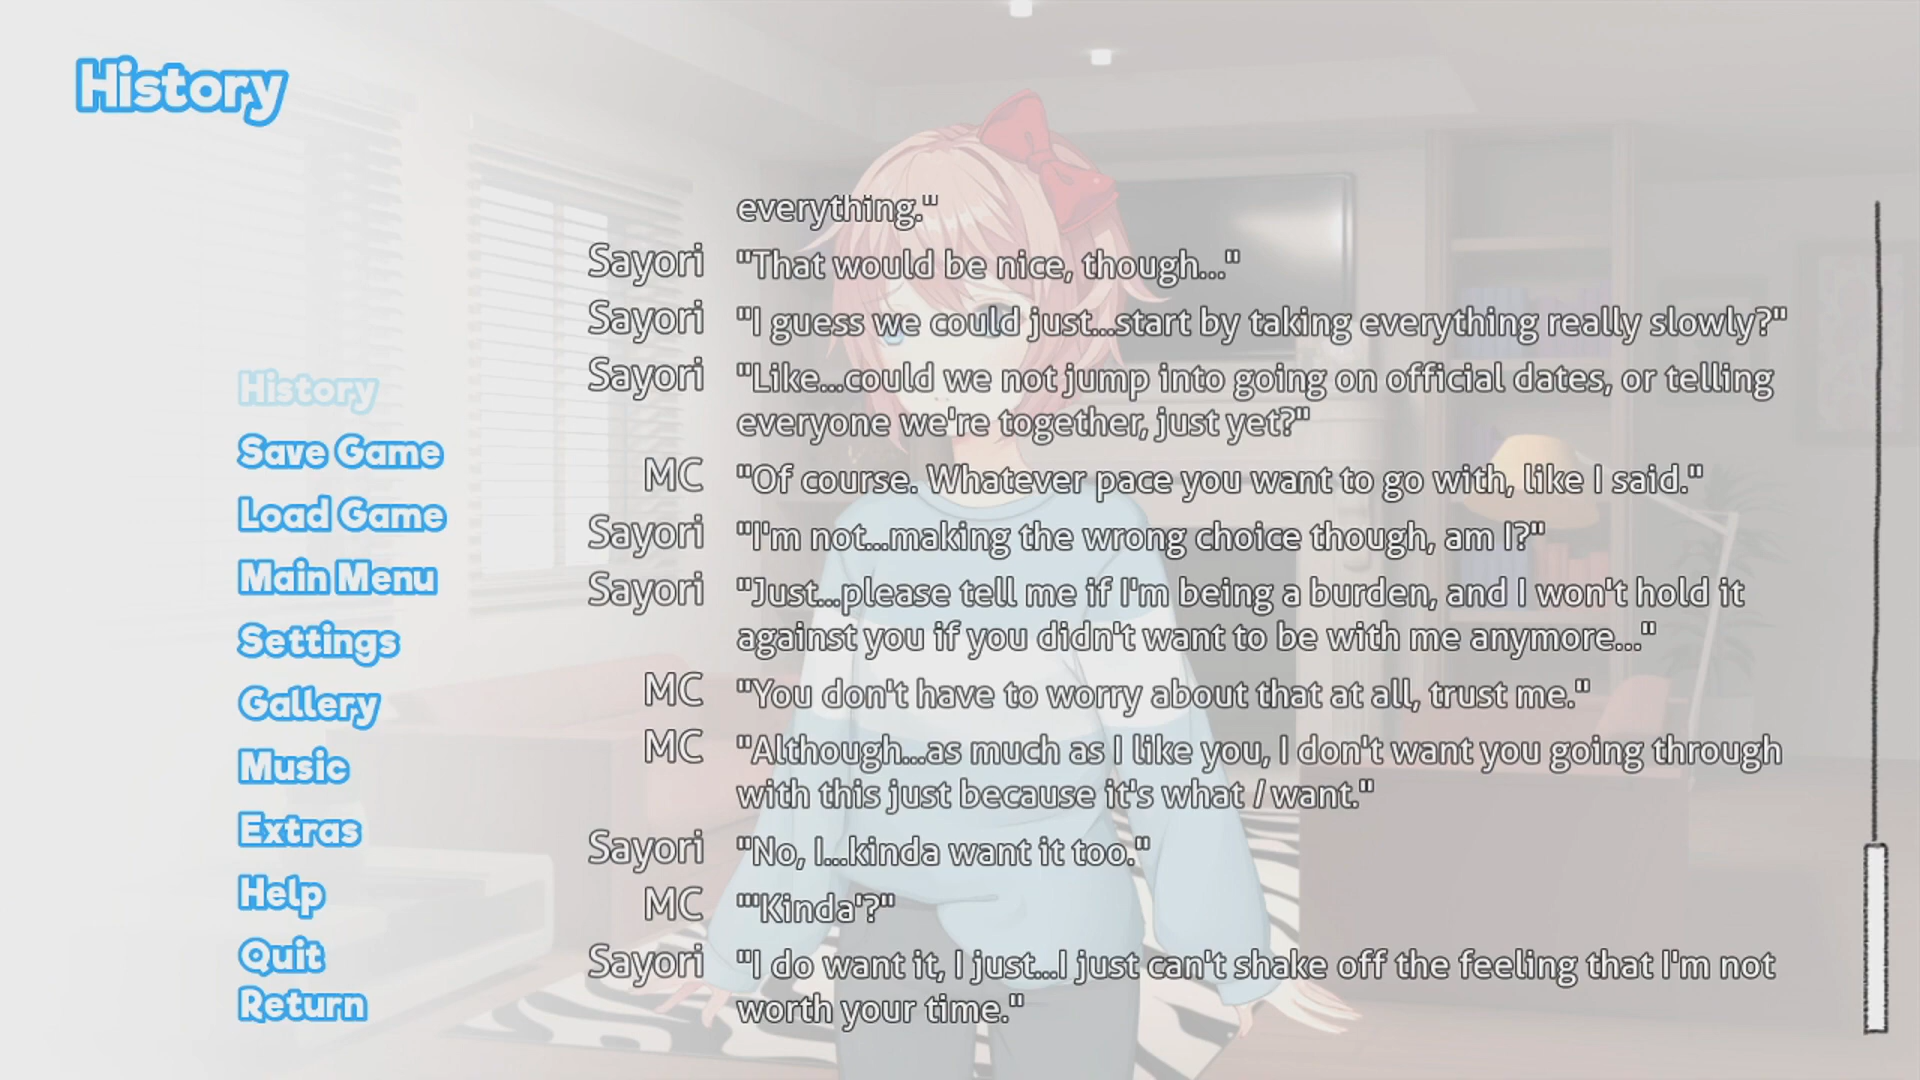 History
everything."
Sayori "That would be nice, though..."
Sayori "I guess we could just...start by taking everything really slowly?"
Sayori "Like...could we not jump into going on official dates, or telling
everyone we're together, just yet?"
MC "Of course. Whatever pace you want to go with, like I said."
Sayori "I'm not...making the wrong choice though, am I?"
Sayori "Just...please tell me if I'm being a burden, and I won't hold it
against you if you didn't want to be with me anymore..."
MC "You don't have to worry about that at all, trust me."
MC "Although...as much as I like you, I don't want you going through
with this just because it's what I want."
Sayori "No, I...kinda want it too."
MC "'Kinda'?"
Sayori "I do want it, I just...I just can't shake off the feeling that I'm not
worth your time."
History
Save Game
Load Game
Main Menu
Settings
Gallery
Music
Extras
Help
Quit
Return